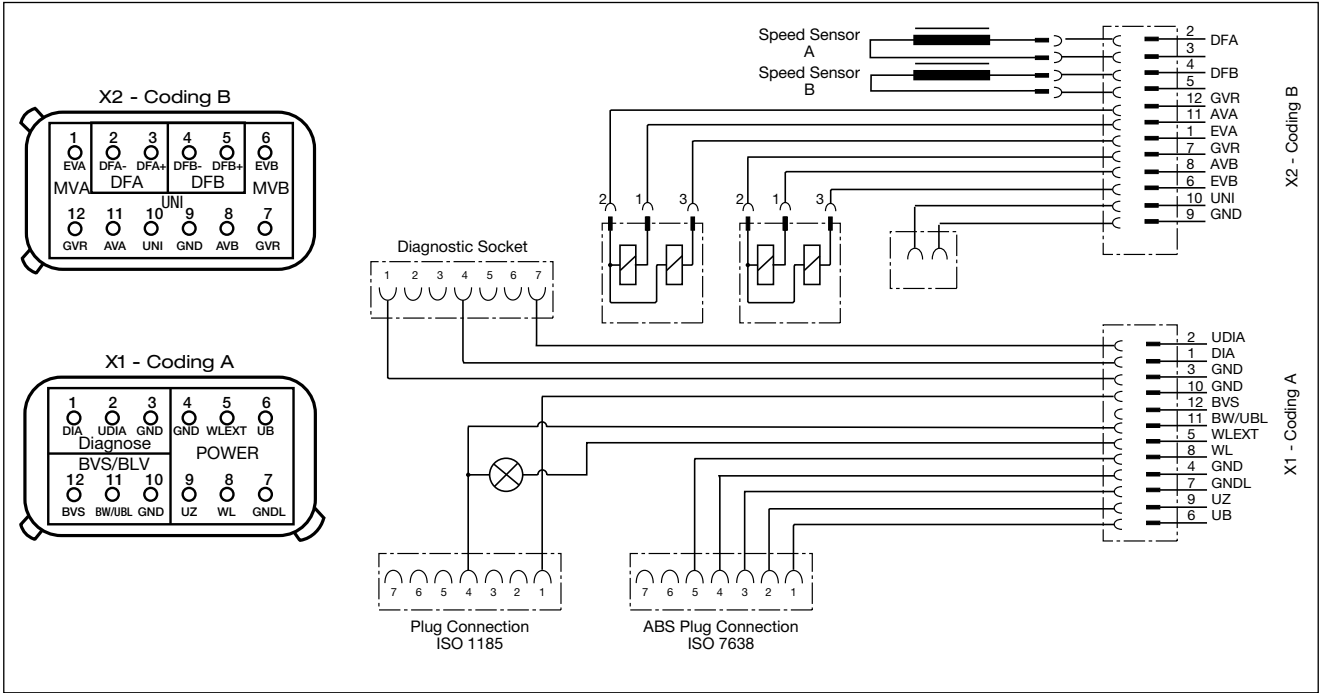 X2 - Coding B
1 2 3 4 5 6
EVA DFA- DFA+ DFB- DFB+ EVB
MVA DFA DFB MVB
UNI
12 11 10 9 8 7
GVR AVA UNI GND AVB GVR
X1 - Coding A
1 2 3 4 5 6
DIA UDIA GND GND WLEXT UB
Diagnose
POWER
BVS/BLV
12 11 10 9 8 7
BVS BW/UBL GND UZ WL GNDL
Speed Sensor
A
Speed Sensor
B
2 1 3
2 1 3
Diagnostic Socket
1 2 3 4 5 6 7
2 DFA
3
4 DFB
5
12 GVR
11 AVA
1 EVA
7 GVR
8 AVB
6 EVB
10 UNI
9 GND
X2 - Coding B
2 UDIA
1 DIA
3 GND
10 GND
12 BVS
11 BW/UBL
5 WLEXT
8 WL
4 GND
7 GNDL
9 UZ
6 UB
X1 - Coding A
7 6 5 4 3 2 1
Plug Connection
ISO 1185
7 6 5 4 3 2 1
ABS Plug Connection
ISO 7638